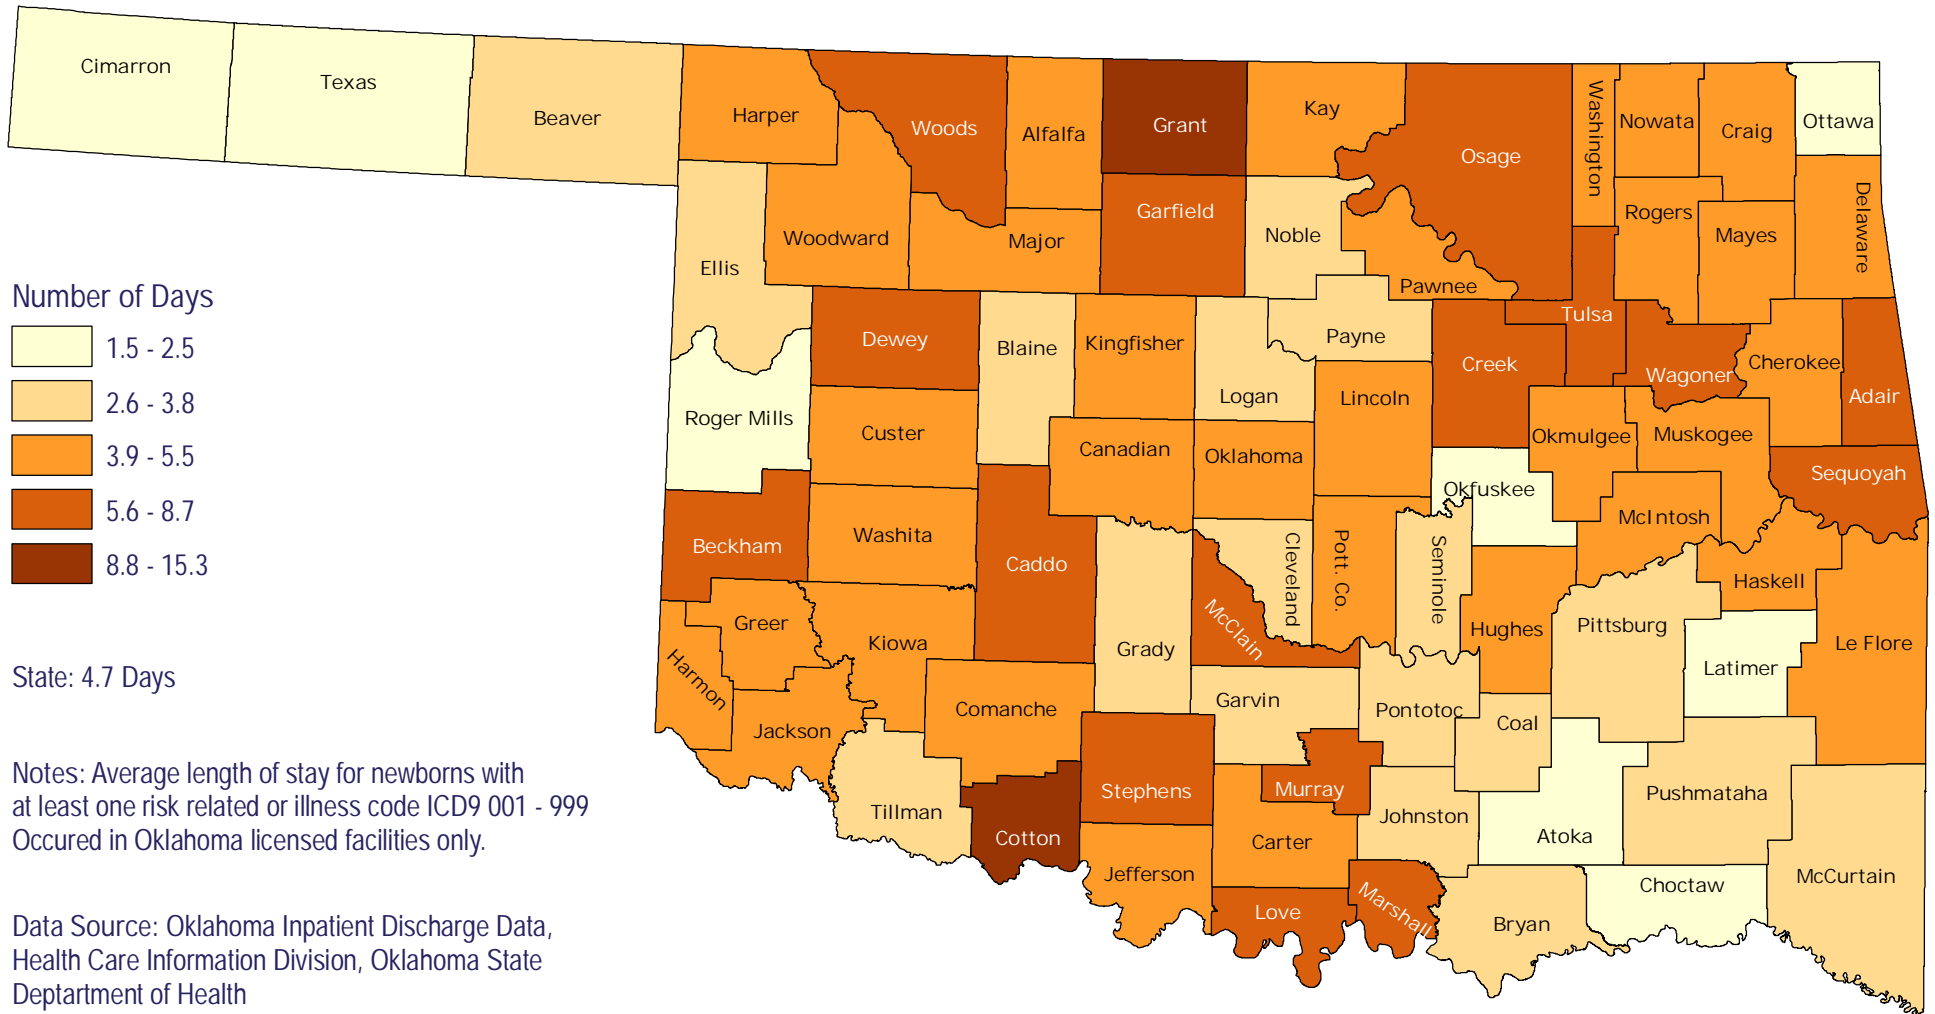 Cimarron
Texas
Beaver
Harper
Woods
Alfalfa
Grant
Kay
Osage
Washington
Nowata
Craig
Ottawa
Delaware
Ellis
Woodward
Major
Garfield
Noble
Pawnee
Rogers
Mayes
Number of Days
1.5 - 2.5
2.6 - 3.8
3.9 - 5.5
5.6 - 8.7
8.8 - 15.3
Roger Mills
Dewey
Blaine
Kingfisher
Logan
Payne
Lincoln
Creek
Tulsa
Wagoner
Cherokee
Adair
Custer
Canadian
Oklahoma
Okfuskee
Okmulgee
Muskogee
McIntosh
Sequoyah
Beckham
Washita
Caddo
Grady
McClain
Cleveland
Pott. Co.
Seminole
Hughes
Pittsburg
Haskell
Latimer
Le Flore
Harmon
Greer
Kiowa
Jackson
Comanche
Tillman
Cotton
Stephens
Jefferson
Garvin
Murray
Carter
Love
Marshall
Pontotoc
Coal
Johnston
Atoka
Bryan
Pushmataha
Choctaw
McCurtain
State: 4.7 Days
Notes: Average length of stay for newborns with
at least one risk related or illness code ICD9 001 - 999
Occured in Oklahoma licensed facilities only.
Data Source: Oklahoma Inpatient Discharge Data,
Health Care Information Division, Oklahoma State
Deptartment of Health